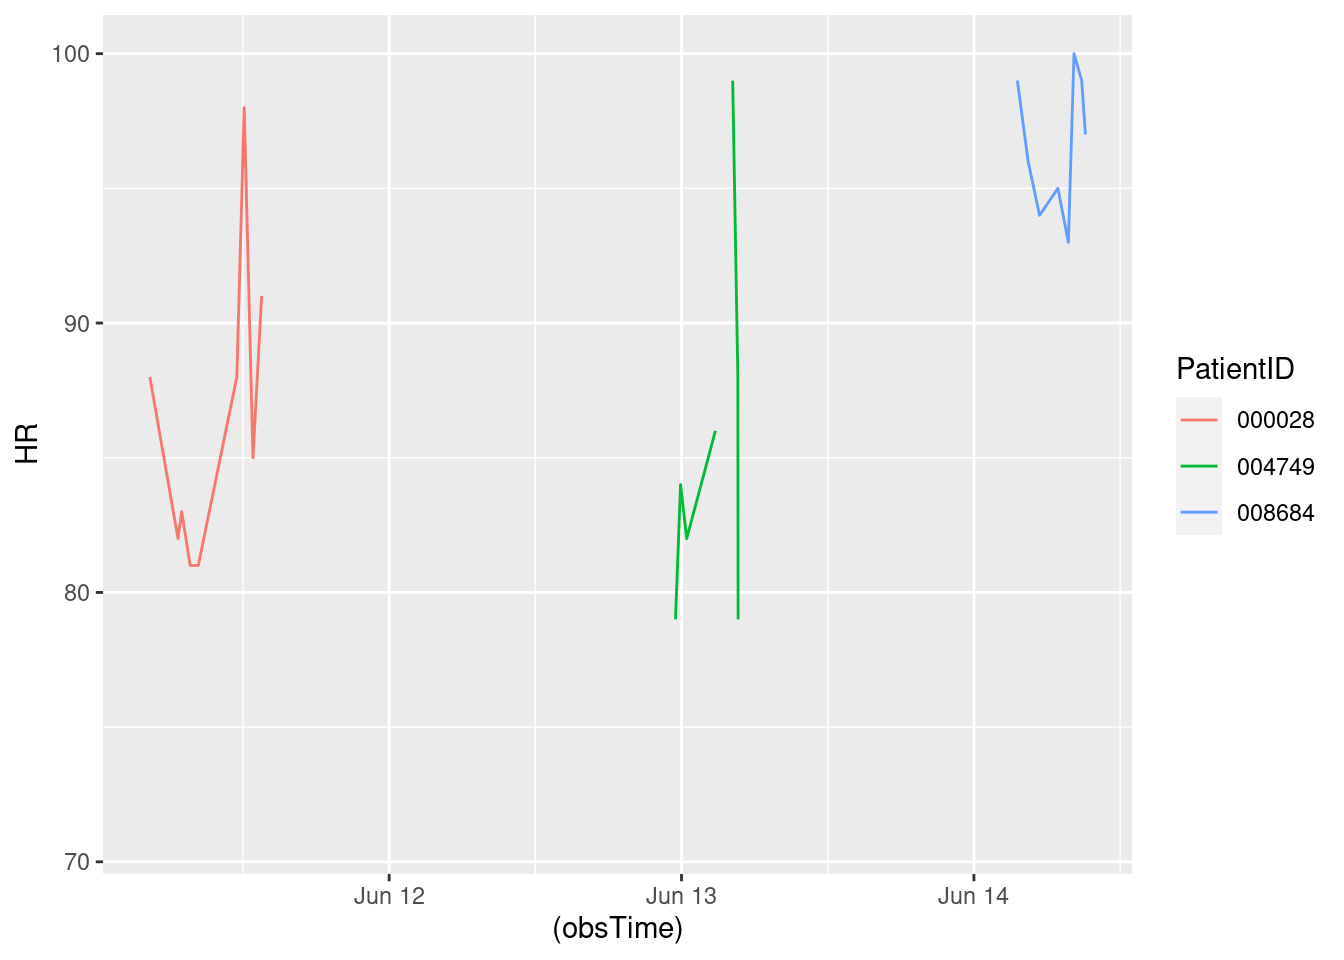 HR
100
90
80
70
Jun 12
Jun 13
Jun 14
(obsTime)
PatientID
000028
004749
008684